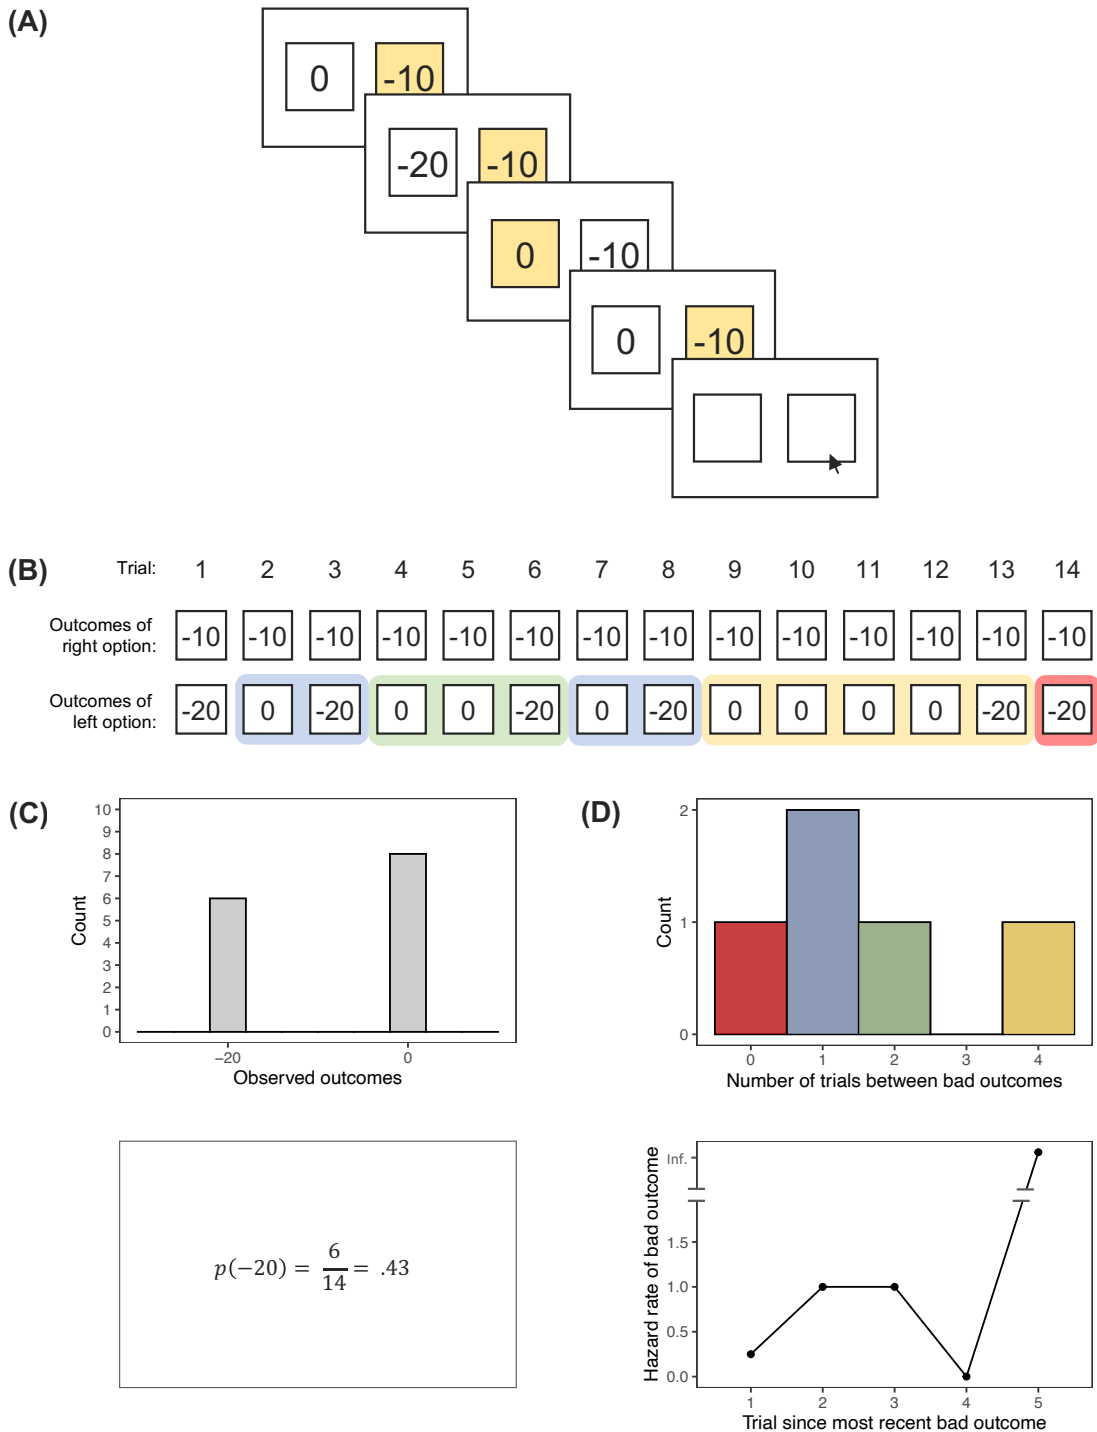 (A)
0 -10
-20 -10
0 -10
0 -10
(B)
Trial: 1 2 3 4 5 6 7 8 9 10 11 12 13 14
Outcomes of
right option:
-10 -10 -10 -10 -10 -10 -10 -10 -10 -10 -10 -10 -10 -10
Outcomes of
left option:
-20 0 -20 0 0 -20 0 -20 0 0 0 0 -20 -20
(C)
Count
10
9
8
7
6
5
4
3
2
1
0
−20 0
Observed outcomes
p(−20) = 6/14 = .43
(D)
Count
2
1
0
0 1 2 3 4
Number of trials between bad outcomes
Hazard rate of bad outcome
Inf.
1.5
1.0
0.5
0.0
1 2 3 4 5
Trial since most recent bad outcome